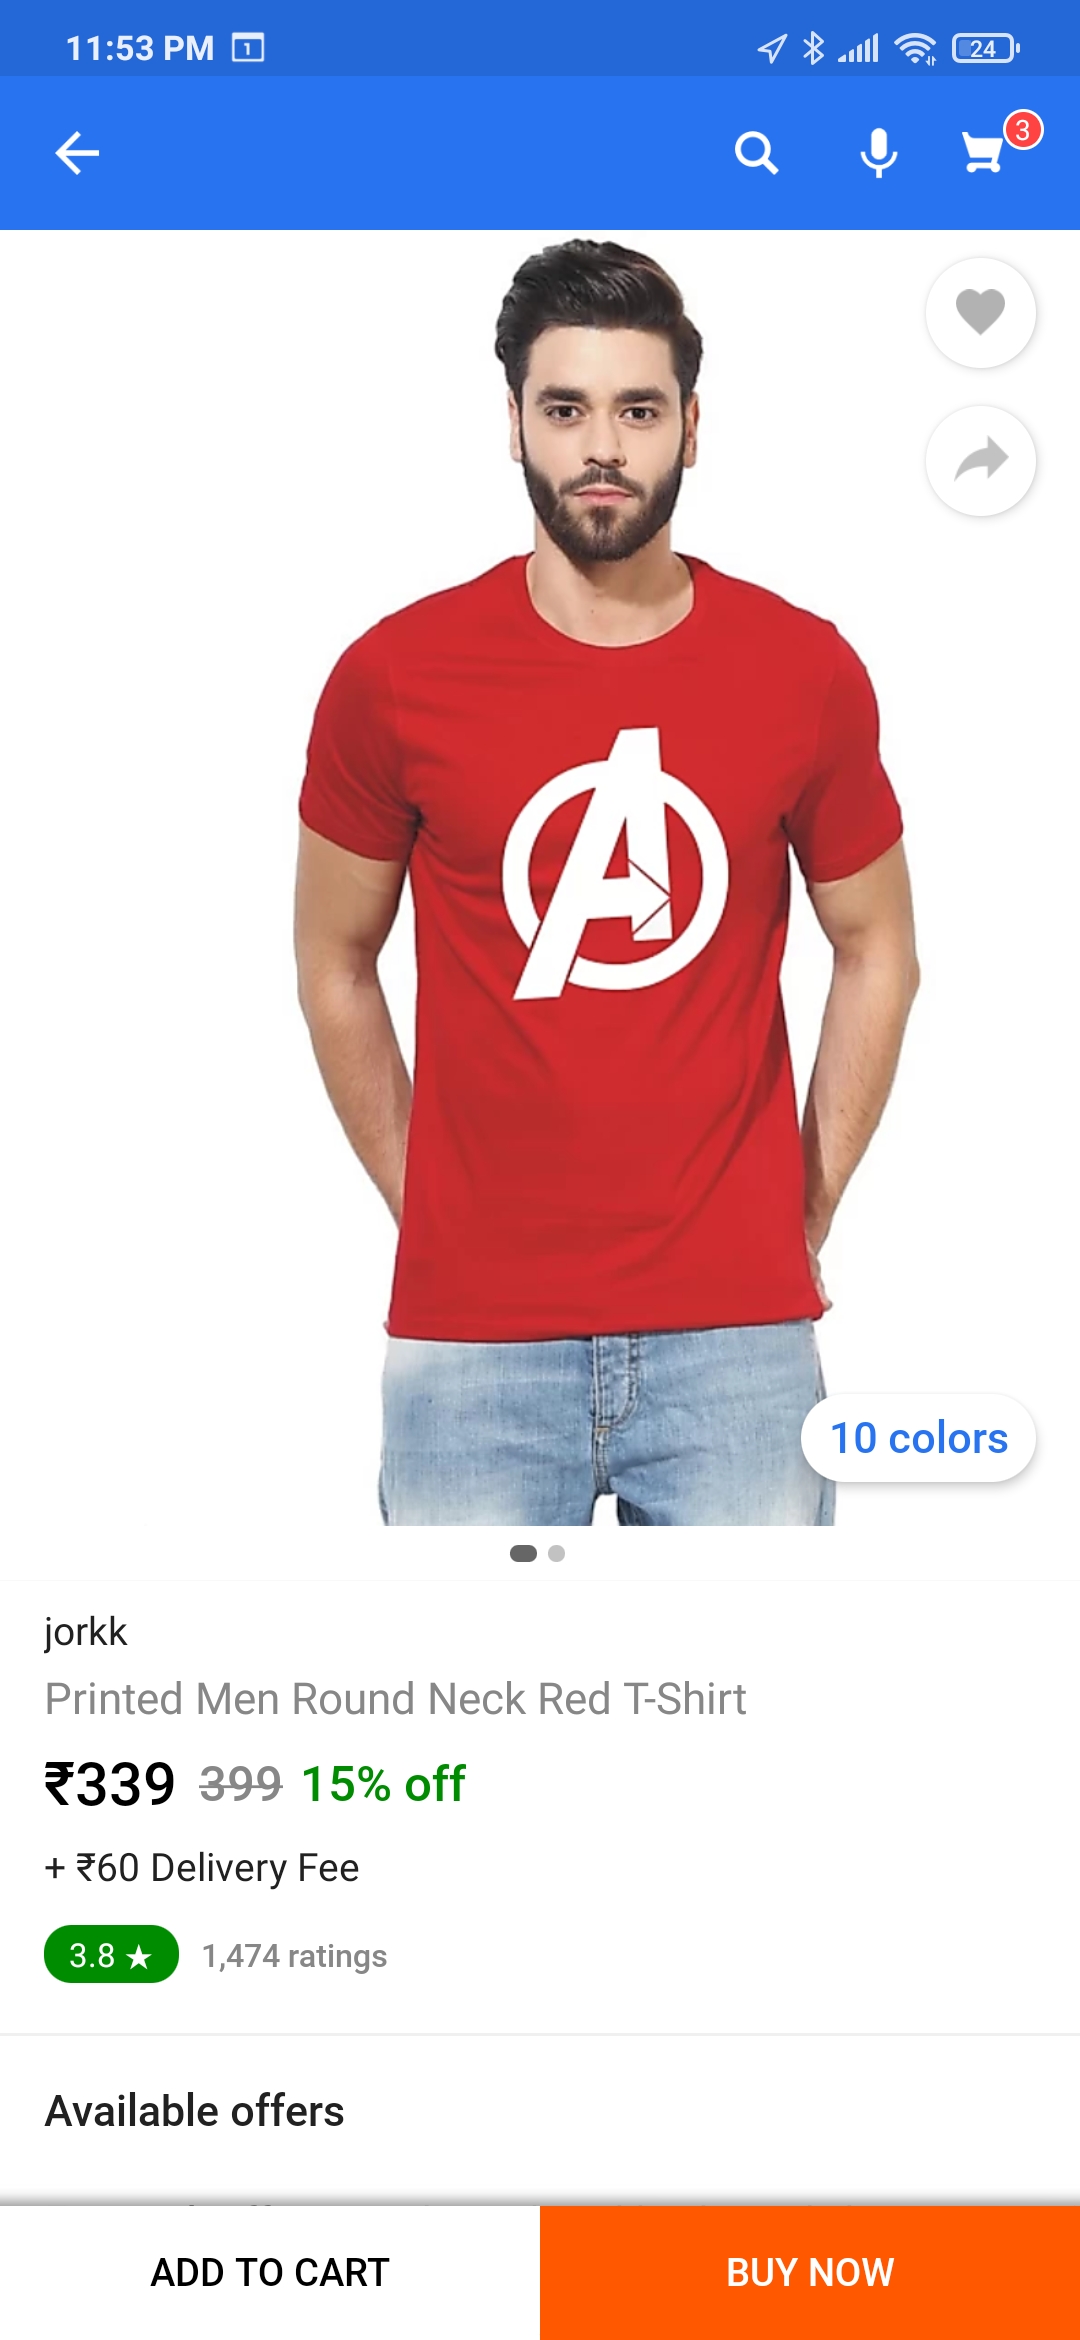 11:53 PM 1 24
3
A
10 colors
jorkk
Printed Men Round Neck Red T-Shirt
₹339 399 15% off
+ ₹60 Delivery Fee
3.8 ★ 1,474 ratings
Available offers
ADD TO CART BUY NOW